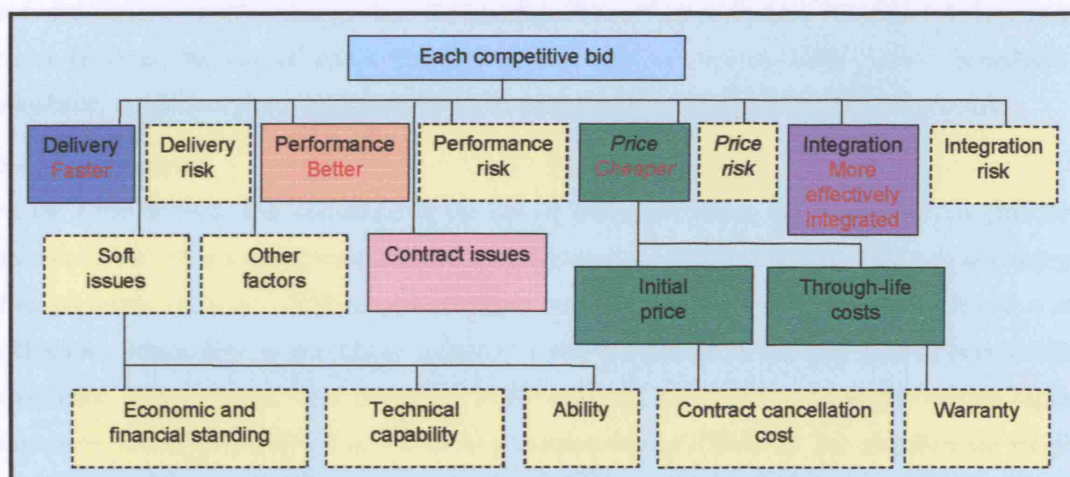 Each competitive bid
Delivery
Faster
Delivery
risk
Performance
Better
Performance
risk
Price
Cheaper
Price
risk
Integration
More
effectively
integrated
Integration
risk
Soft
issues
Other
factors
Contract issues
Initial
price
Through-life
costs
Economic and
financial standing
Technical
capability
Ability
Contract cancellation
cost
Warranty